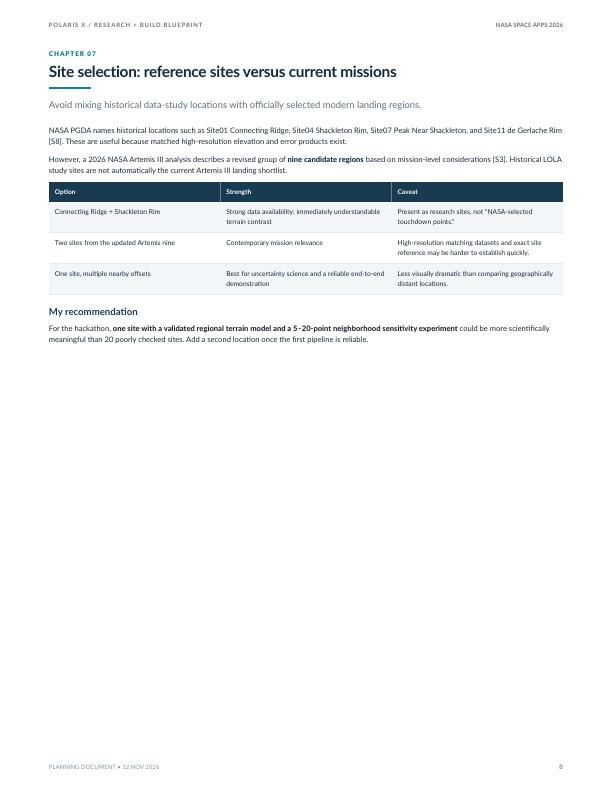 POLARIS X / RESEARCH + BUILD BLUEPRINT
NASA SPACE APPS 2026
CHAPTER 07
Site selection: reference sites versus current missions
Avoid mixing historical data-study locations with officially selected modern landing regions.
NASA PGDA names historical locations such as Site01 Connecting Ridge, Site04 Shackleton Rim, Site07 Peak Near Shackleton, and Site11 de Gerlache Rim
[S8]. These are useful because matched high-resolution elevation and error products exist.
However, a 2026 NASA Artemis III analysis describes a revised group of nine candidate regions based on mission-level considerations [S3]. Historical LOLA
study sites are not automatically the current Artemis III landing shortlist.
Option
Strength
Caveat
Connecting Ridge + Shackleton Rim
Strong data availability; immediately understandable
terrain contrast
Present as research sites, not "NASA-selected
touchdown points."
Two sites from the updated Artemis nine
Contemporary mission relevance
High-resolution matching datasets and exact site
reference may be harder to establish quickly.
One site, multiple nearby offsets
Best for uncertainty science and a reliable end-to-end
demonstration
Less visually dramatic than comparing geographically
distant locations.
My recommendation
For the hackathon, one site with a validated regional terrain model and a 5–20-point neighborhood sensitivity experiment could be more scientifically
meaningful than 20 poorly checked sites. Add a second location once the first pipeline is reliable.
PLANNING DOCUMENT • 12 NOV 2026
8